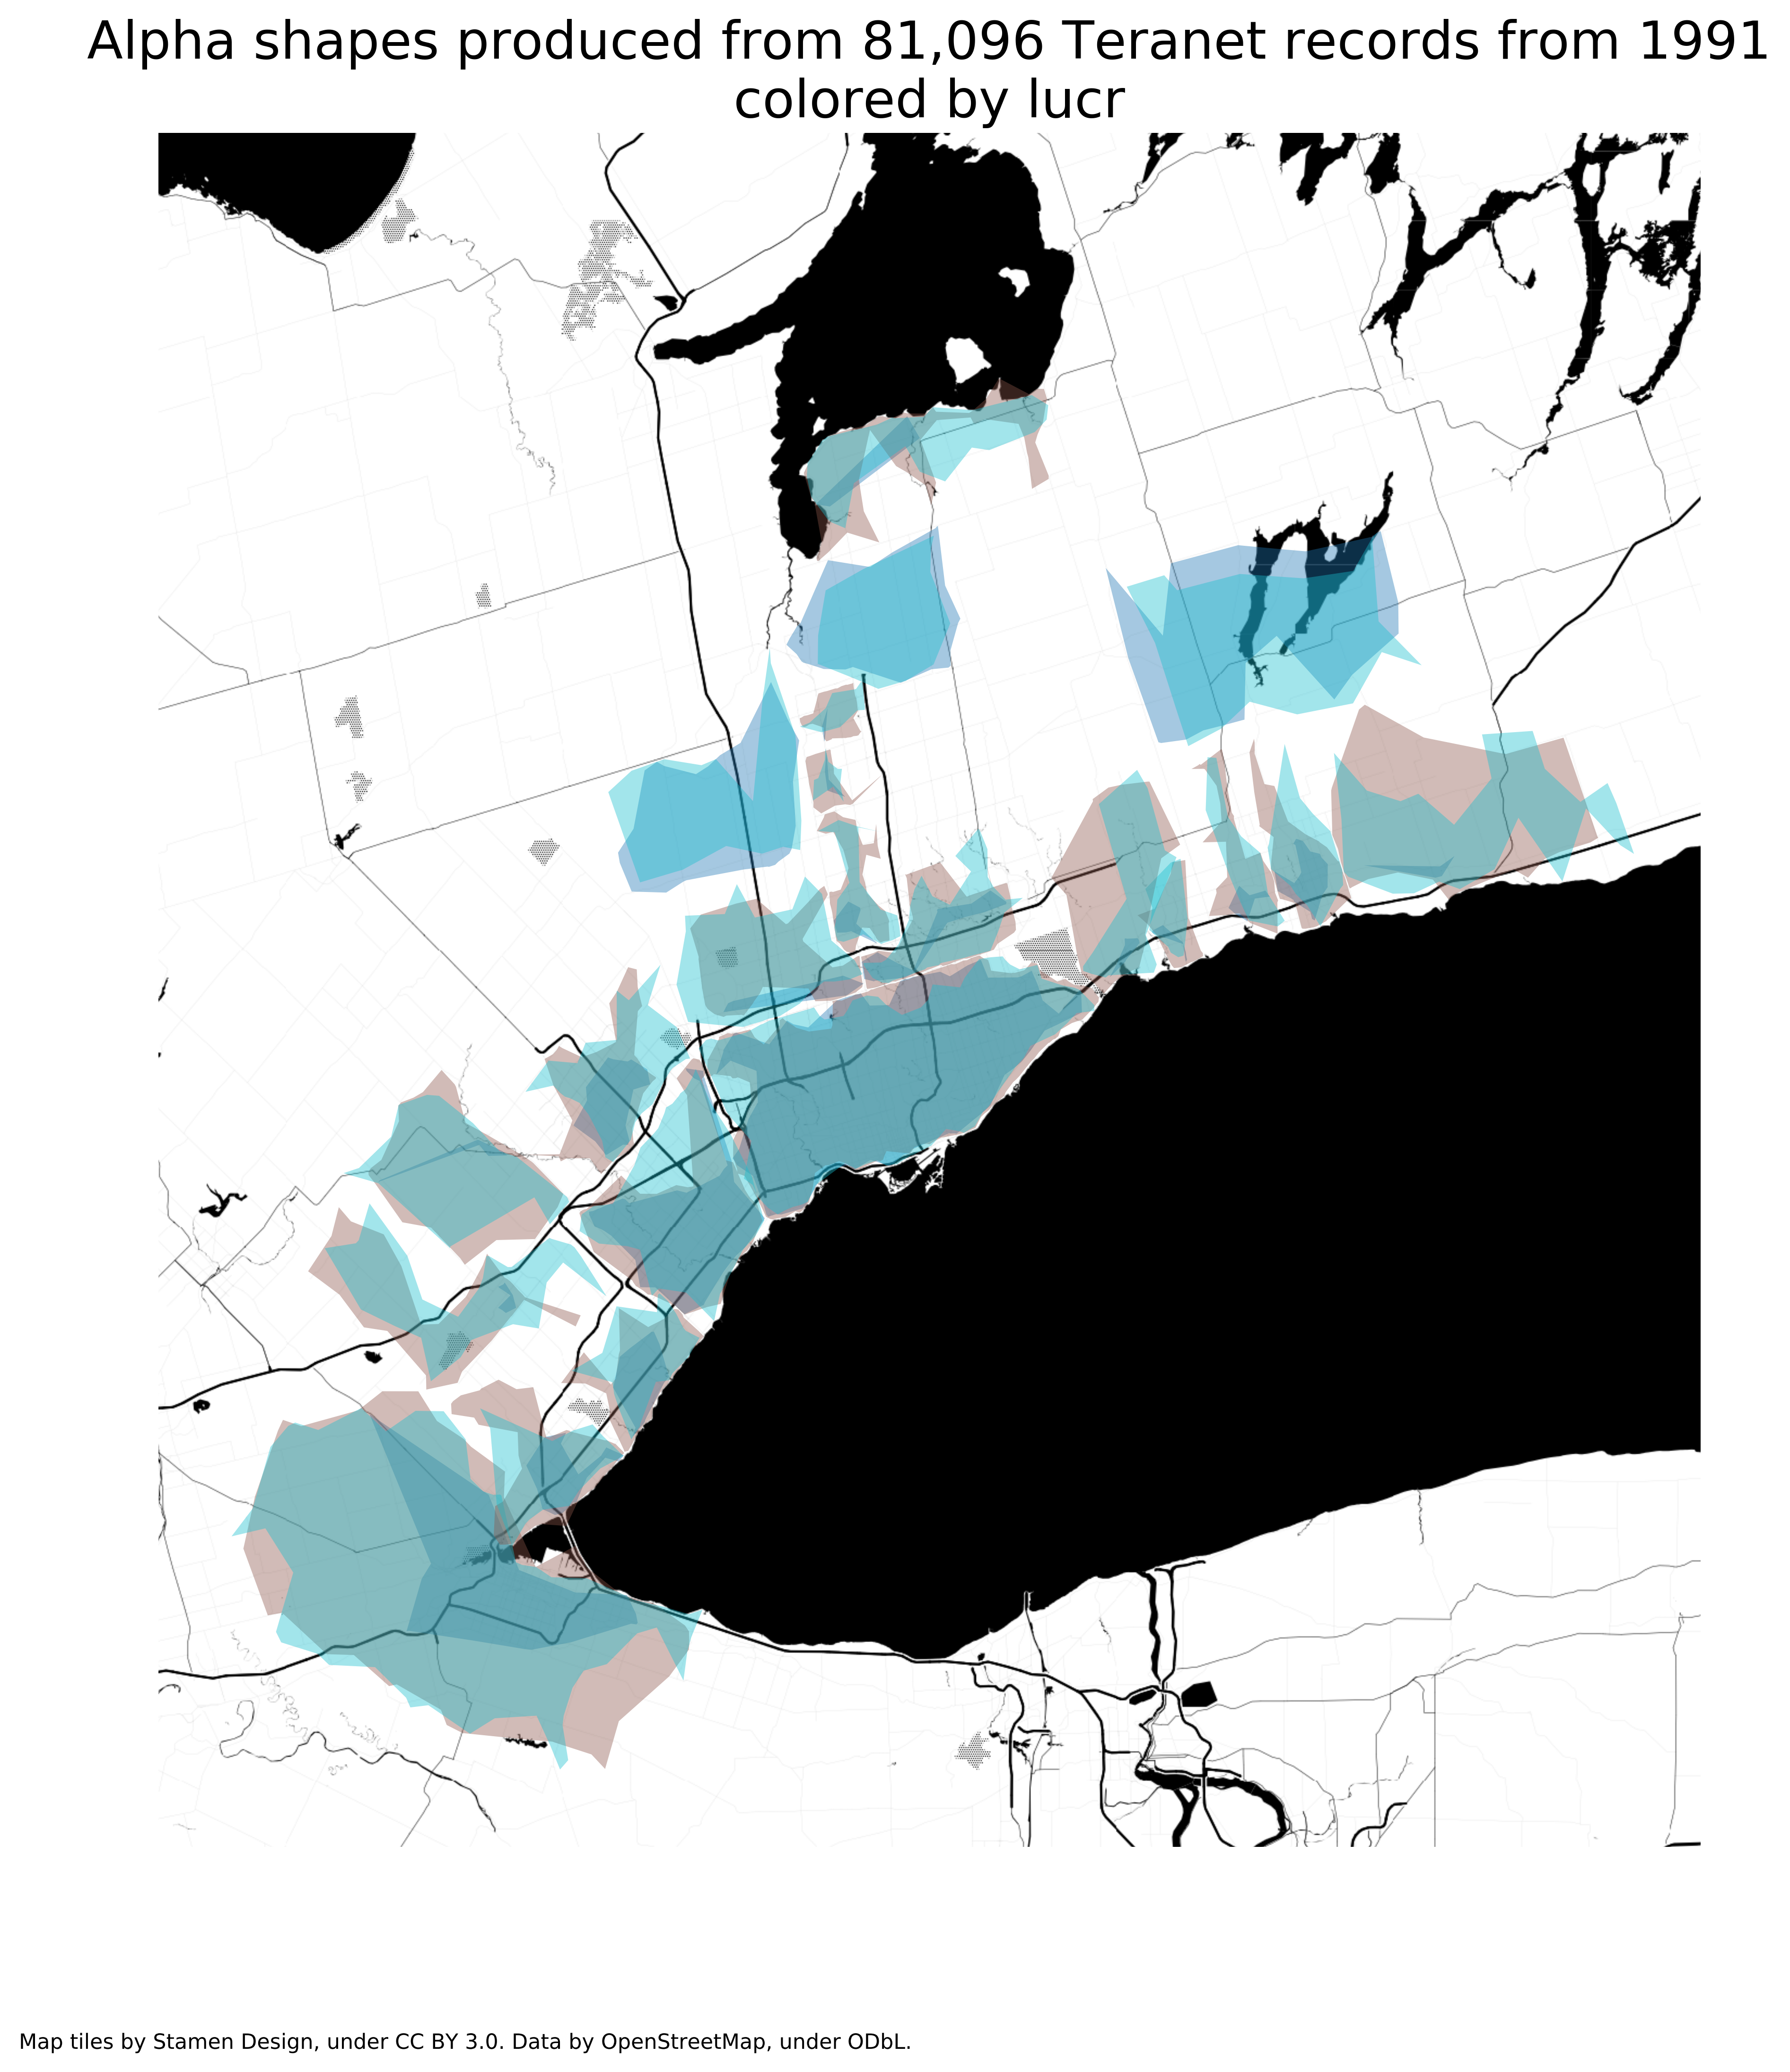 Alpha shapes produced from 81,096 Teranet records from 1991
colored by lucr
Map tiles by Stamen Design, under CC BY 3.0. Data by OpenStreetMap, under ODbL.